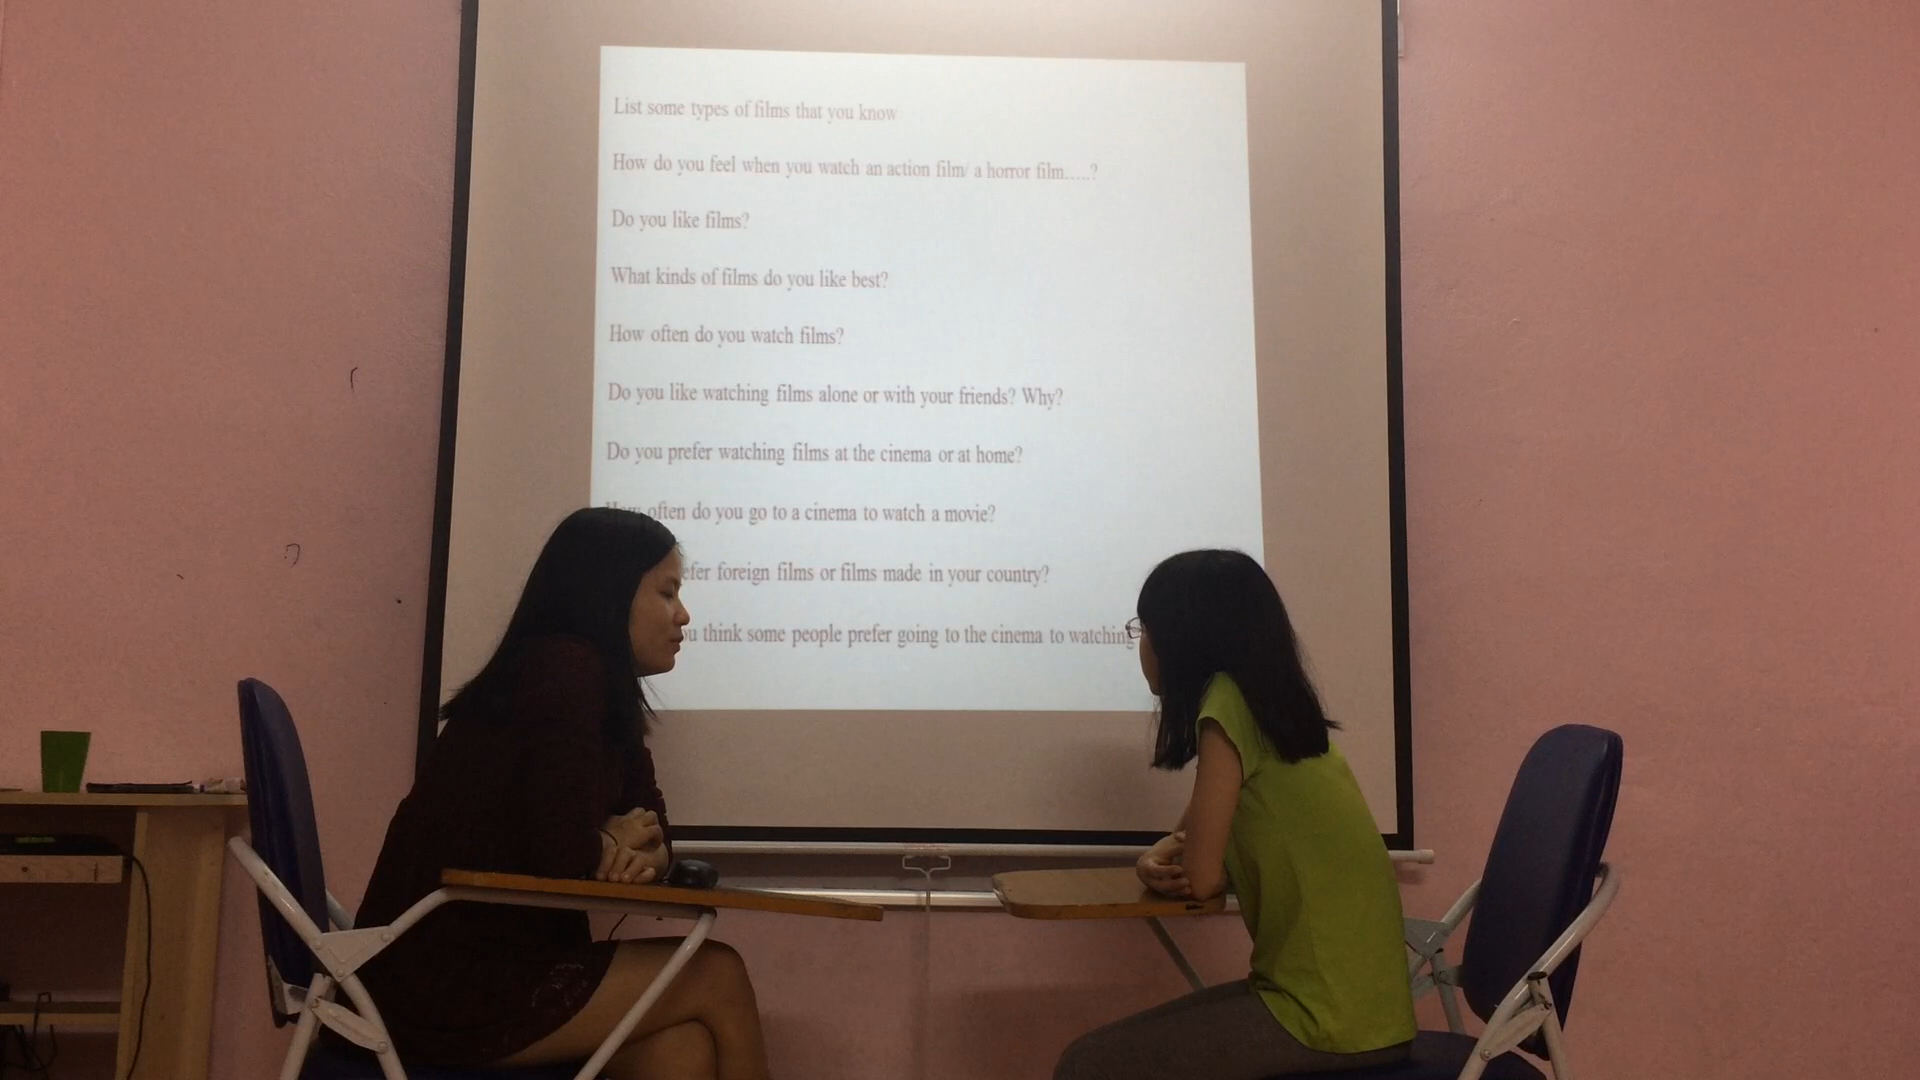 List some types of films that you know
How do you feel when you watch an action film/ a horror film.....?
Do you like films?
What kinds of films do you like best?
How often do you watch films?
Do you like watching films alone or with your friends? Why?
Do you prefer watching films at the cinema or at home?
How often do you go to a cinema to watch a movie?
foreign films or films made in your country?
think some people prefer going to the cinema to watching